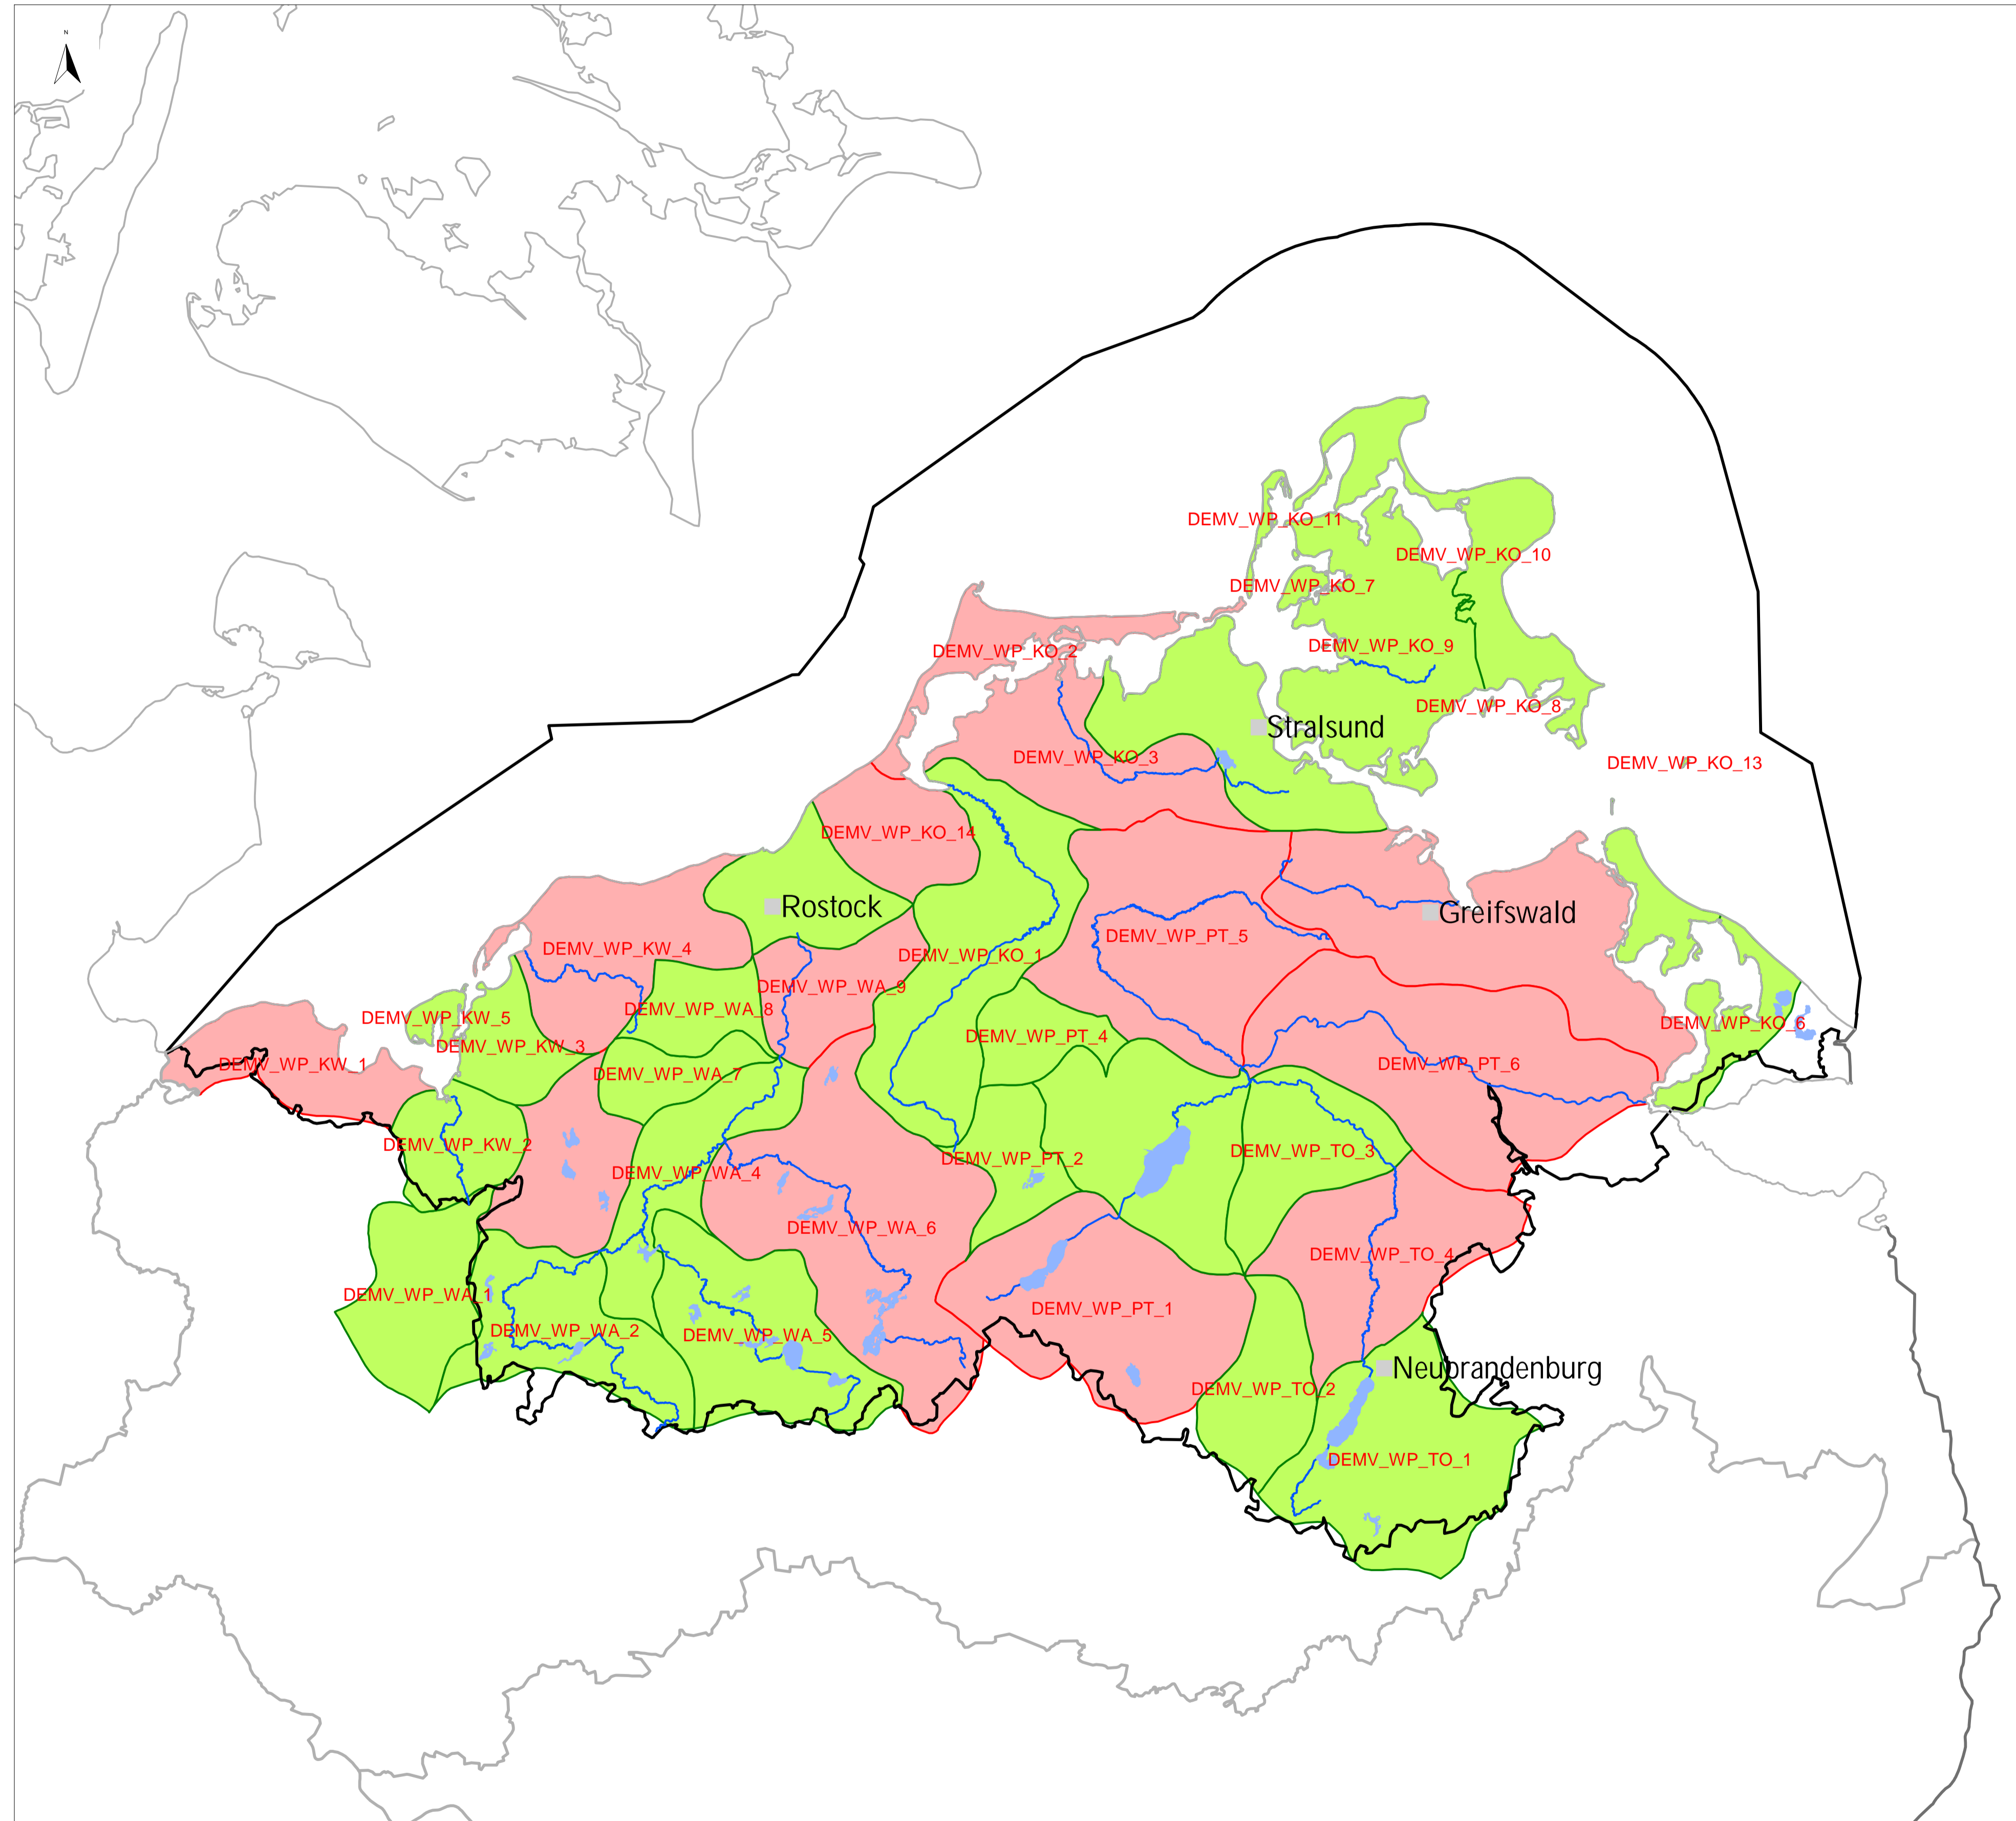 N
DEMV_WP_KO_11
DEMV_WP_KO_10
DEMV_WP_KO_7
DEMV_WP_KO_9
DEMV_WP_KO_2
DEMV_WP_KO_8
Stralsund
DEMV_WP_KO_3
DEMV_WP_KO_13
DEMV_WP_KO_14
Rostock
Greifswald
DEMV_WP_PT_5
DEMV_WP_KW_4
DEMV_WP_KO_1
DEMV_WP_WA_9
DEMV_WP_WA_8
DEMV_WP_KW_5
DEMV_WP_KO_6
DEMV_WP_PT_4
DEMV_WP_KW_3
DEMV_WP_KW_1
DEMV_WP_PT_6
DEMV_WP_WA_7
DEMV_WP_KW_2
DEMV_WP_TO_3
DEMV_WP_PT_2
DEMV_WP_WA_4
DEMV_WP_WA_6
DEMV_WP_TO_4
DEMV_WP_WA_1
DEMV_WP_PT_1
DEMV_WP_WA_2
DEMV_WP_WA_5
Neubrandenburg
DEMV_WP_TO_2
DEMV_WP_TO_1